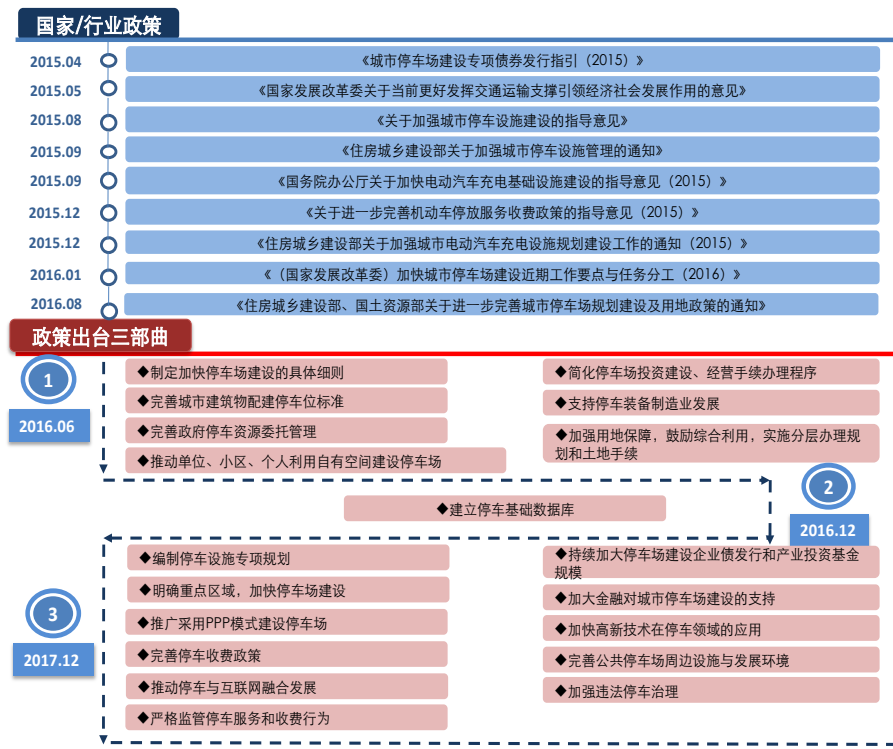 国家/行业政策
2015.04
《城市停车场建设专项债券发行指引（2015）》
2015.05
《国家发展改革委关于当前更好发挥交通运输支撑引领经济社会发展作用的意见》
2015.08
《关于加强城市停车设施建设的指导意见》
2015.09
《住房城乡建设部关于加强城市停车设施管理的通知》
2015.09
《国务院办公厅关于加快电动汽车充电基础设施建设的指导意见（2015）》
2015.12
《关于进一步完善机动车停放服务收费政策的指导意见（2015）》
2015.12
《住房城乡建设部关于加强城市电动汽车充电设施规划建设工作的通知（2015）》
2016.01
《（国家发展改革委）加快城市停车场建设近期工作要点与任务分工（2016）》
2016.08
《住房城乡建设部、国土资源部关于进一步完善城市停车场规划建设及用地政策的通知》
政策出台三部曲
1
2016.06
◆制定加快停车场建设的具体细则
◆完善城市建筑物配建停车位标准
◆完善政府停车资源委托管理
◆推动单位、小区、个人利用自有空间建设停车场
◆简化停车场投资建设、经营手续办理程序
◆支持停车装备制造业发展
◆加强用地保障，鼓励综合利用，实施分层办理规
划和土地手续
2
2016.12
◆建立停车基础数据库
3
2017.12
◆编制停车设施专项规划
◆明确重点区域，加快停车场建设
◆推广采用PPP模式建设停车场
◆完善停车收费政策
◆推动停车与互联网融合发展
◆严格监管停车服务和收费行为
◆持续加大停车场建设企业债发行和产业投资基金
规模
◆加大金融对城市停车场建设的支持
◆加快高新技术在停车领域的应用
◆完善公共停车场周边设施与发展环境
◆加强违法停车治理